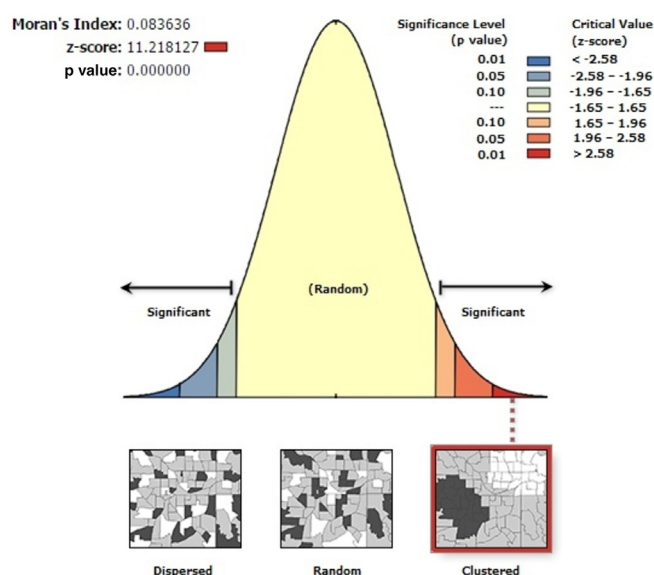 Moran's Index: 0.083636
z-score: 11.218127
p value: 0.000000
Significance Level (p value) Critical Value (z-score)
0.01 < -2.58
0.05 -2.58 – -1.96
0.10 -1.96 – -1.65
--- -1.65 – 1.65
0.10 1.65 – 1.96
0.05 1.96 – 2.58
0.01 > 2.58
Significant (Random) Significant
Dispersed Random Clustered